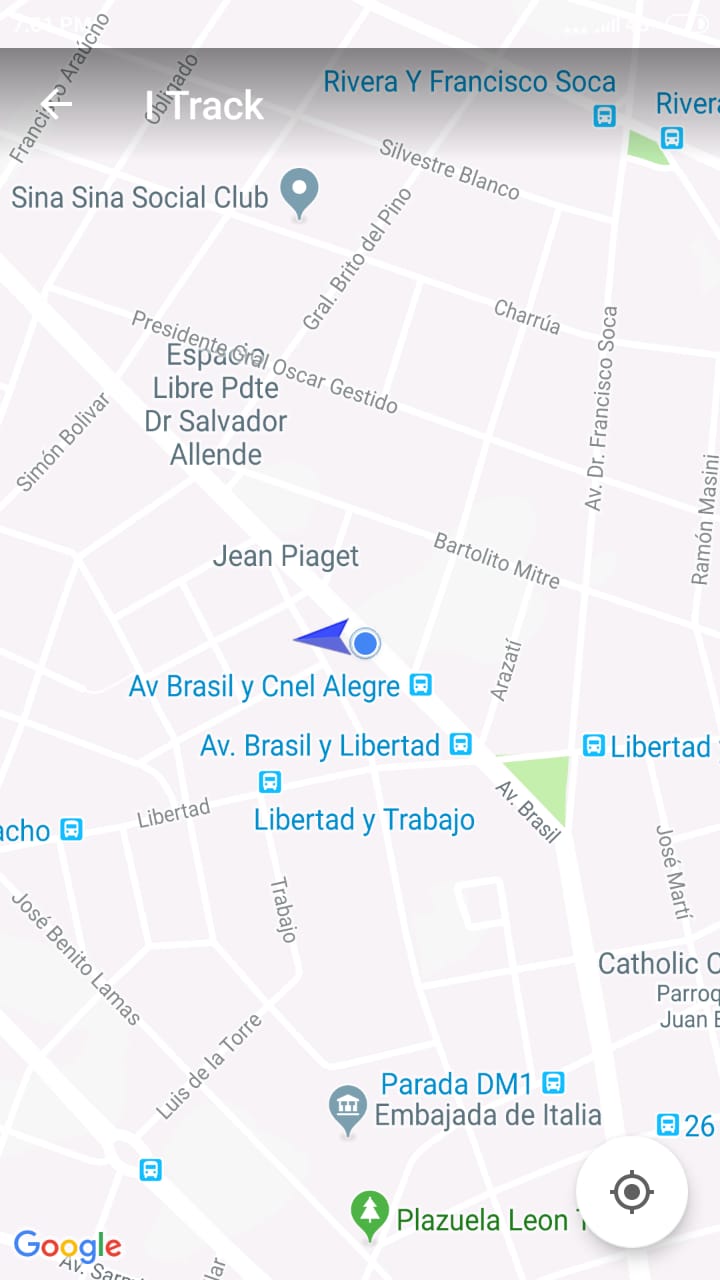 Francisco Araúcho
Obligado
Rivera Y Francisco Soca
I Track
Silvestre Blanco
Sina Sina Social Club
Gral. Brito del Pino
Charrúa
Presidente Gral Oscar Gestido
Espacio
Libre Pdte
Dr Salvador
Allende
Simón Bolivar
Av. Dr. Francisco Soca
Ramón Masini
Bartolito Mitre
Jean Piaget
Arazatí
Av Brasil y Cnel Alegre
Av. Brasil y Libertad
Libertad y
Libertad y Trabajo
Av. Brasil
acho
Libertad
José Martí
Trabajo
José Benito Lamas
Catholic C
Parroq
Juan
Luis de la Torre
Parada DM1
Embajada de Italia
26
Plazuela Leon
Google